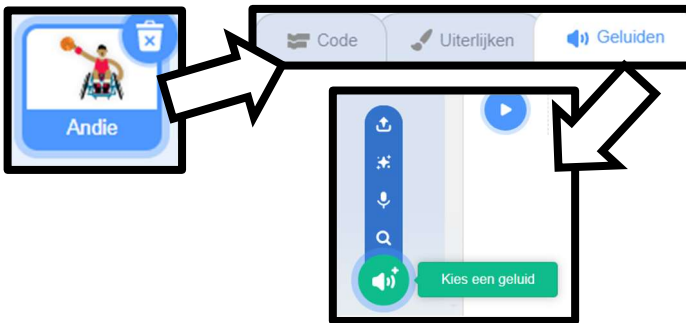 Code
Uiterlijken
Geluiden
Andie
Kies een geluid